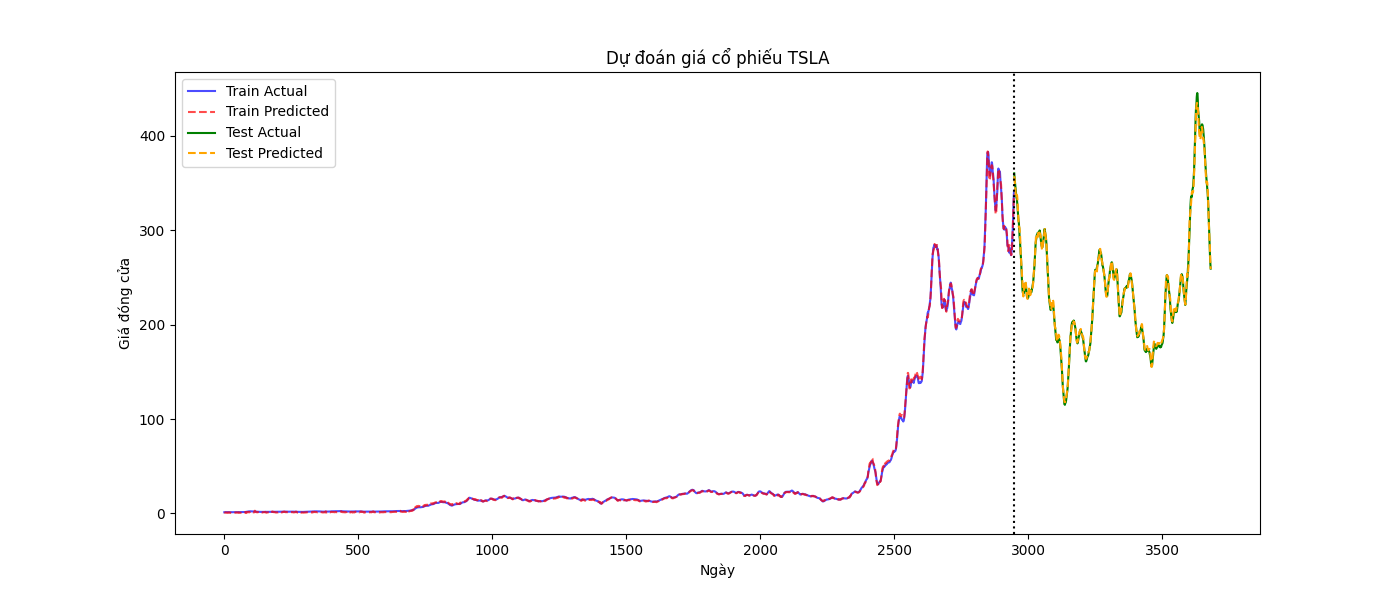 Dự đoán giá cổ phiếu TSLA
Train Actual
Train Predicted
Test Actual
Test Predicted
Giá đóng cửa
400
300
200
100
0
0 500 1000 1500 2000 2500 3000 3500
Ngày